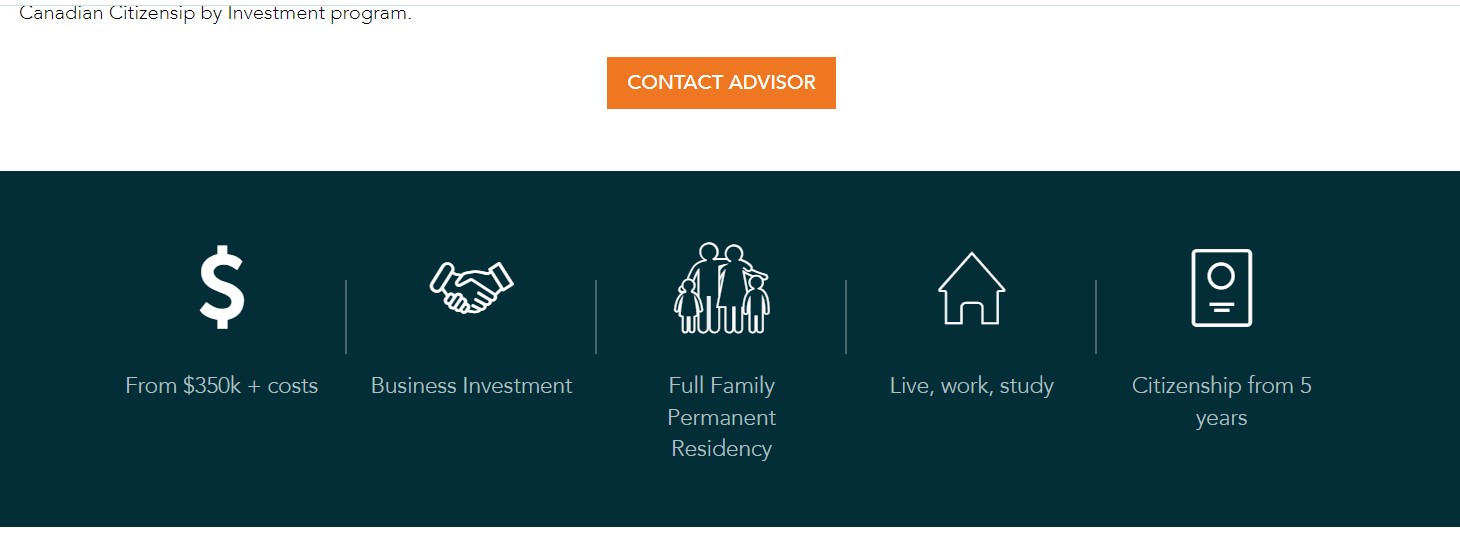 Canadian Citizensip by Investment program.
CONTACT ADVISOR
From $350k + costs
Business Investment
Full Family
Permanent
Residency
Live, work, study
Citizenship from 5
years